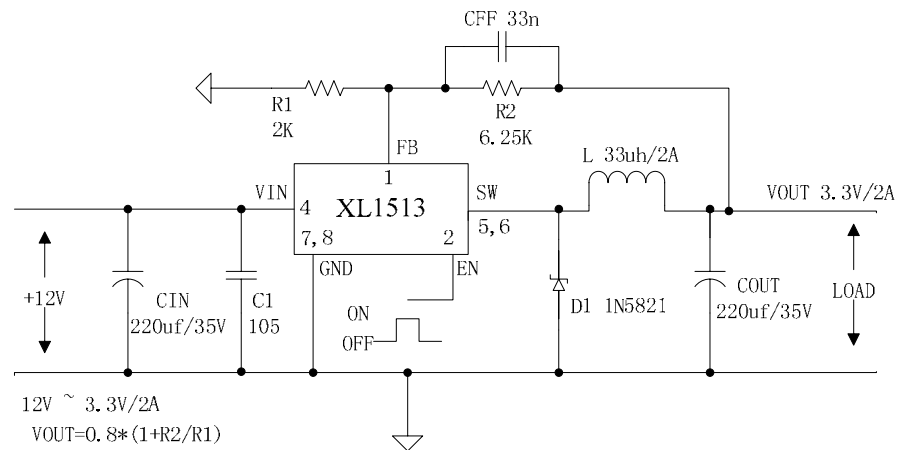 CFF 33n
R1
2K
R2
6.25K
FB
1
L 33uh/2A
VIN
SW
VOUT 3.3V/2A
4
XL1513
5,6
7,8
2
GND
EN
+12V
CIN
220uf/35V
C1
105
ON
OFF
D1 1N5821
COUT
220uf/35V
LOAD
12V ~ 3.3V/2A
VOUT=0.8*(1+R2/R1)